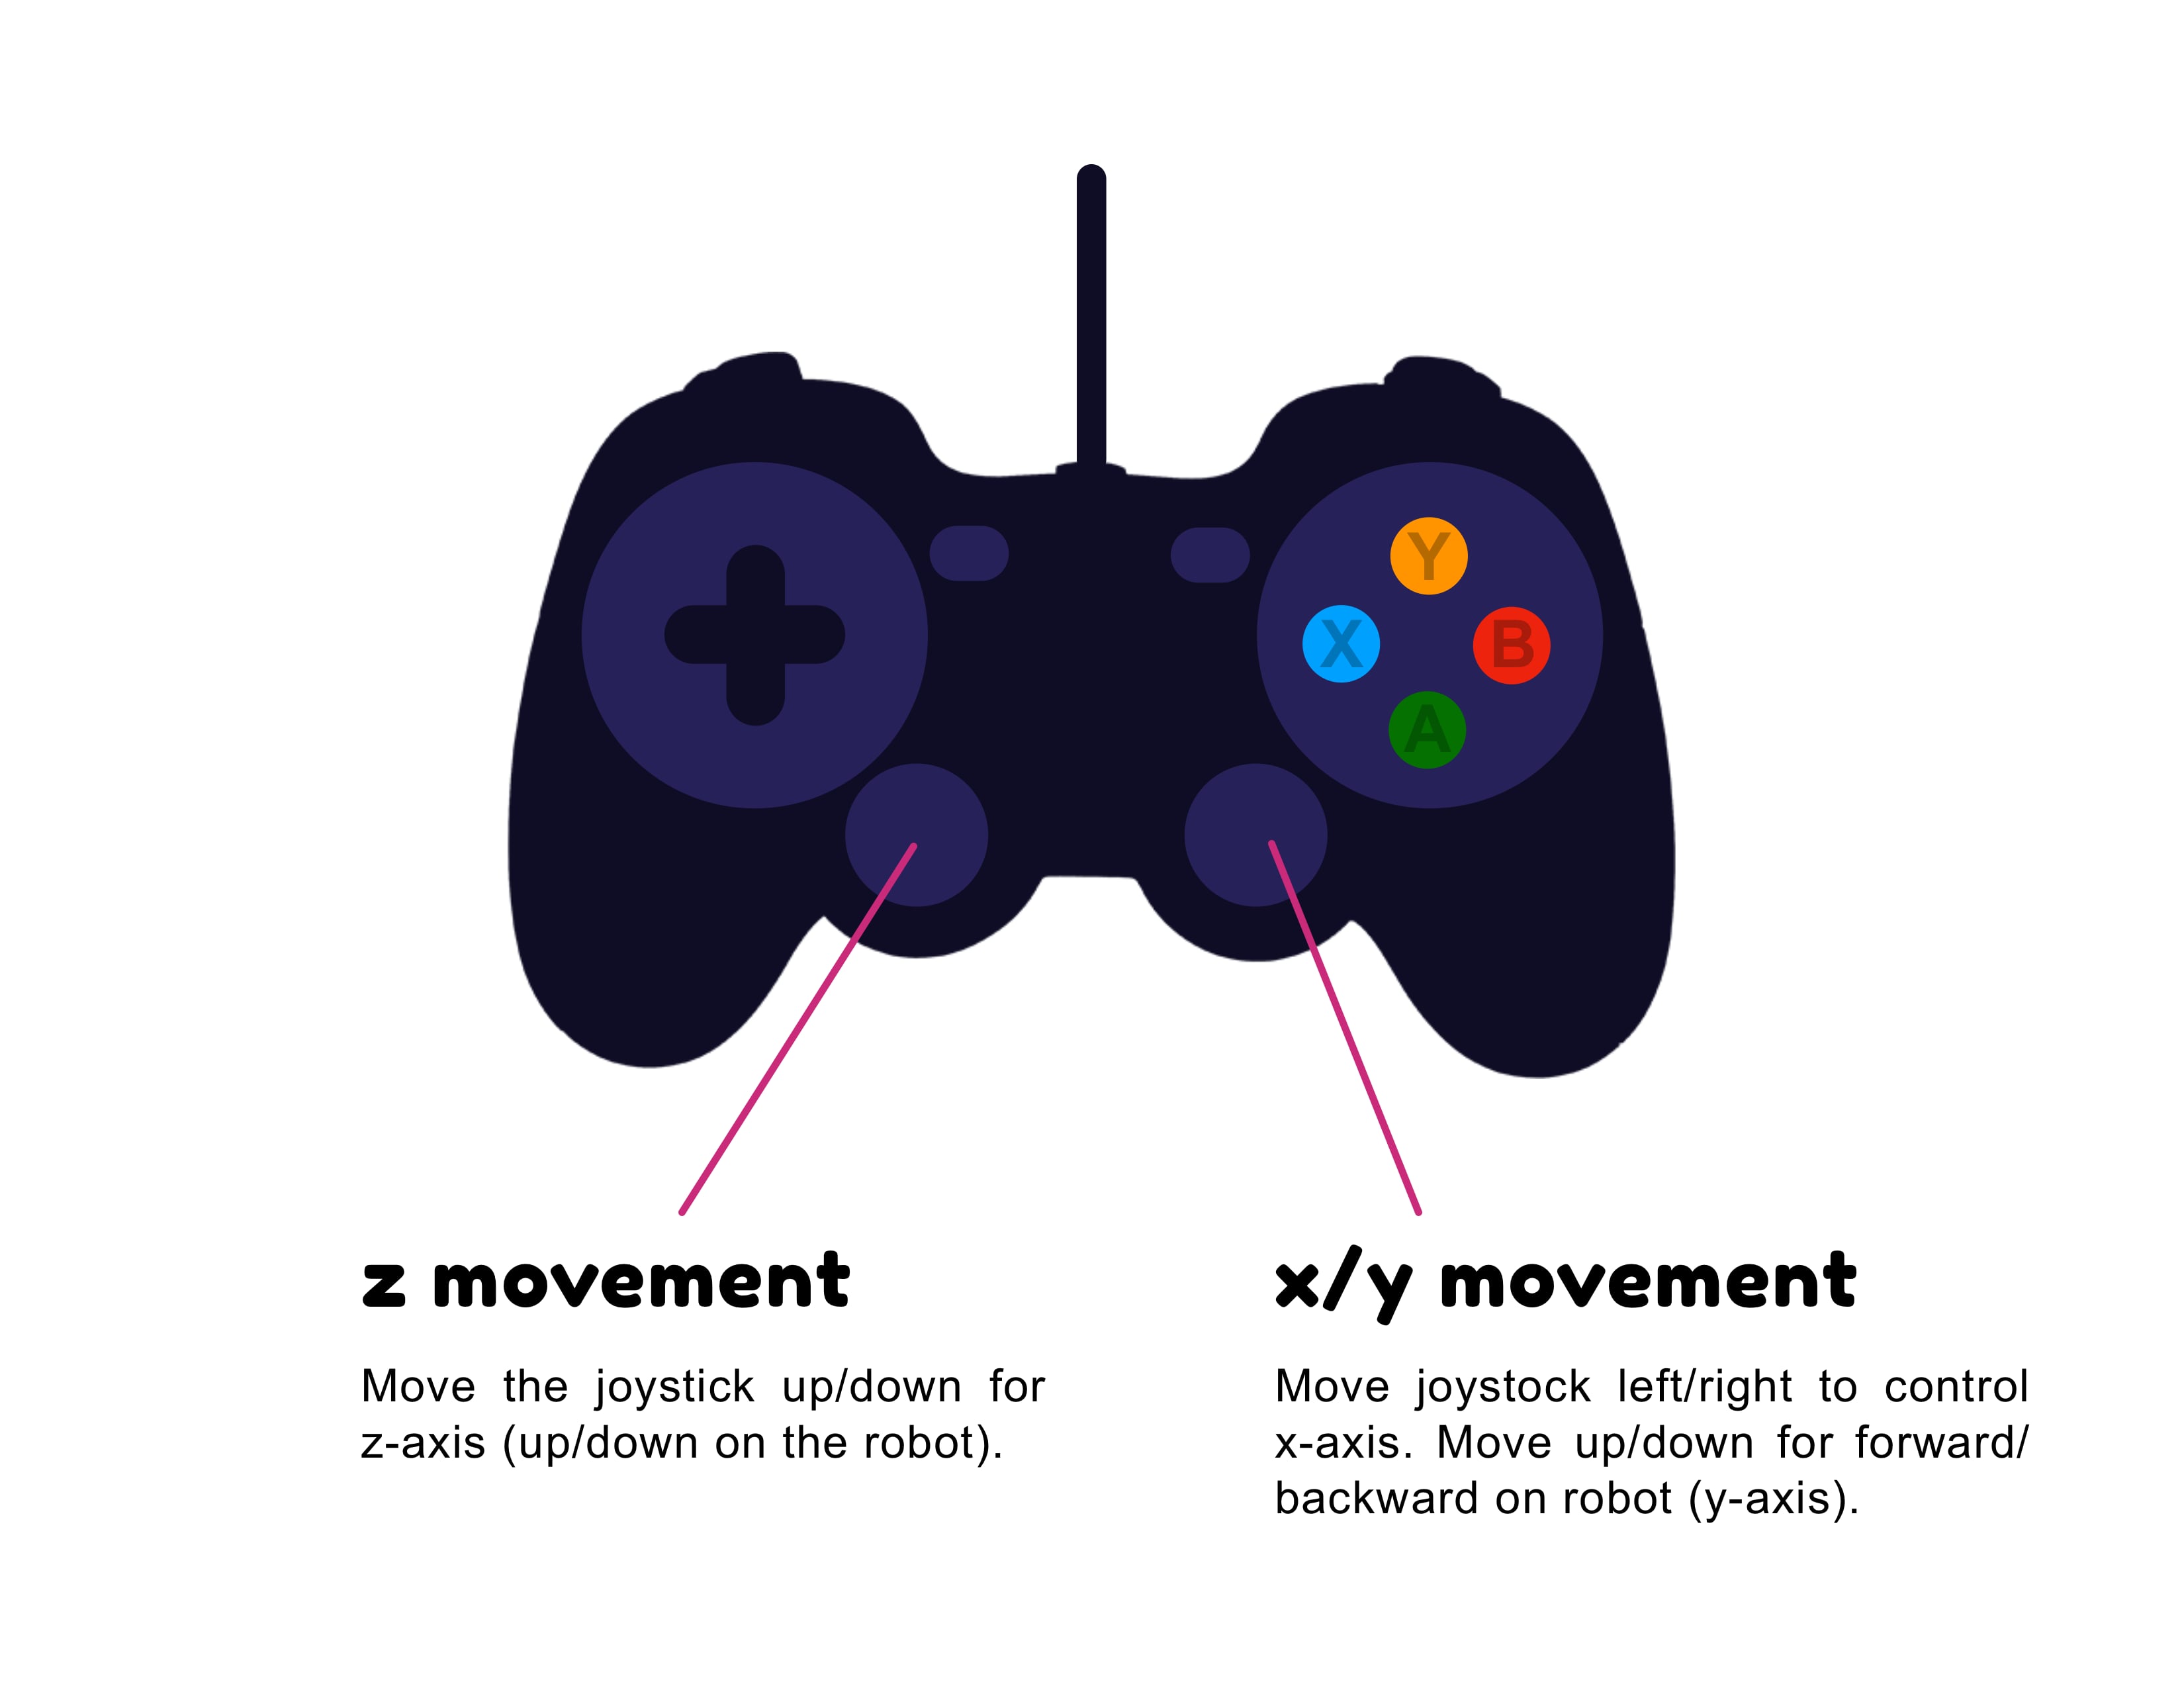 Y
X
B
A
z movement
Move the joystick up/down for
z-axis (up/down on the robot).
x/y movement
Move joystock left/right to control
x-axis. Move up/down for forward/
backward on robot (y-axis).